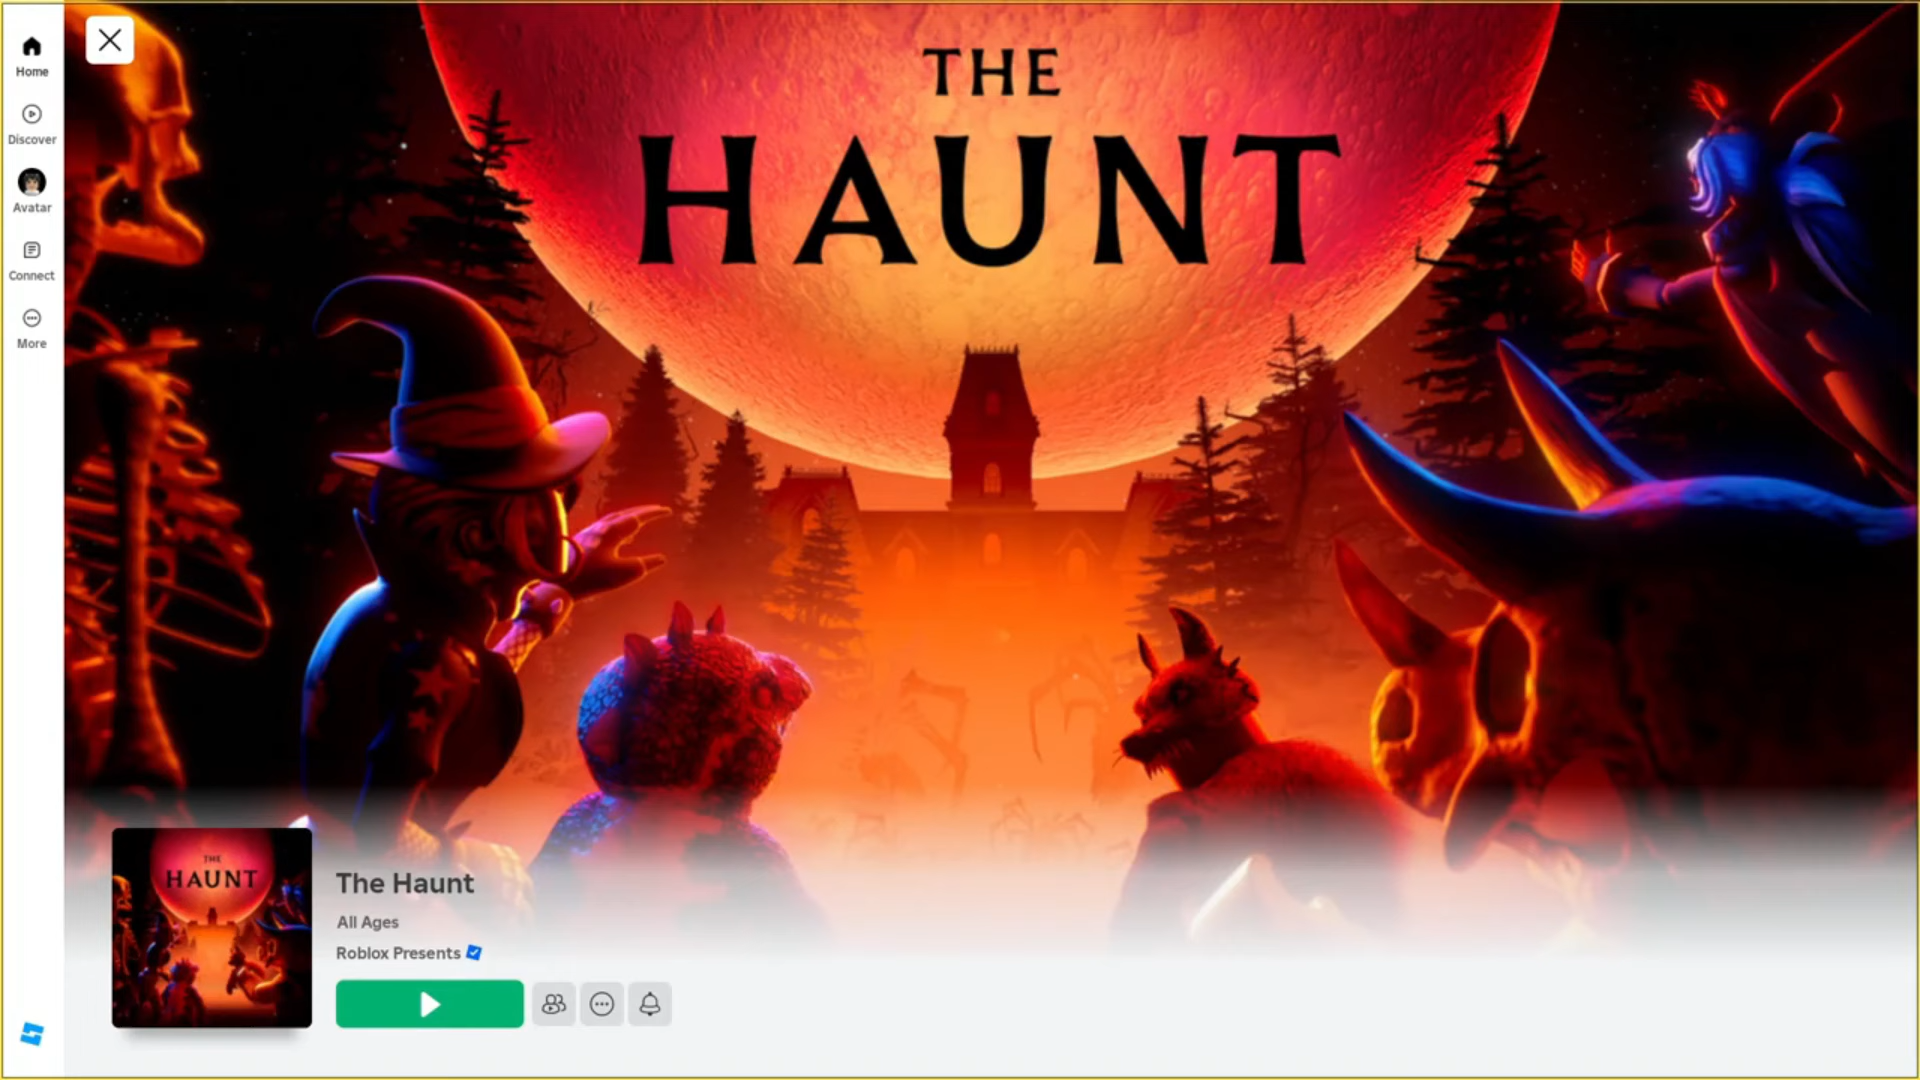 Home
Discover
Avatar
Connect
More
THE
HAUNT
THE
HAUNT
The Haunt
All Ages
Roblox Presents